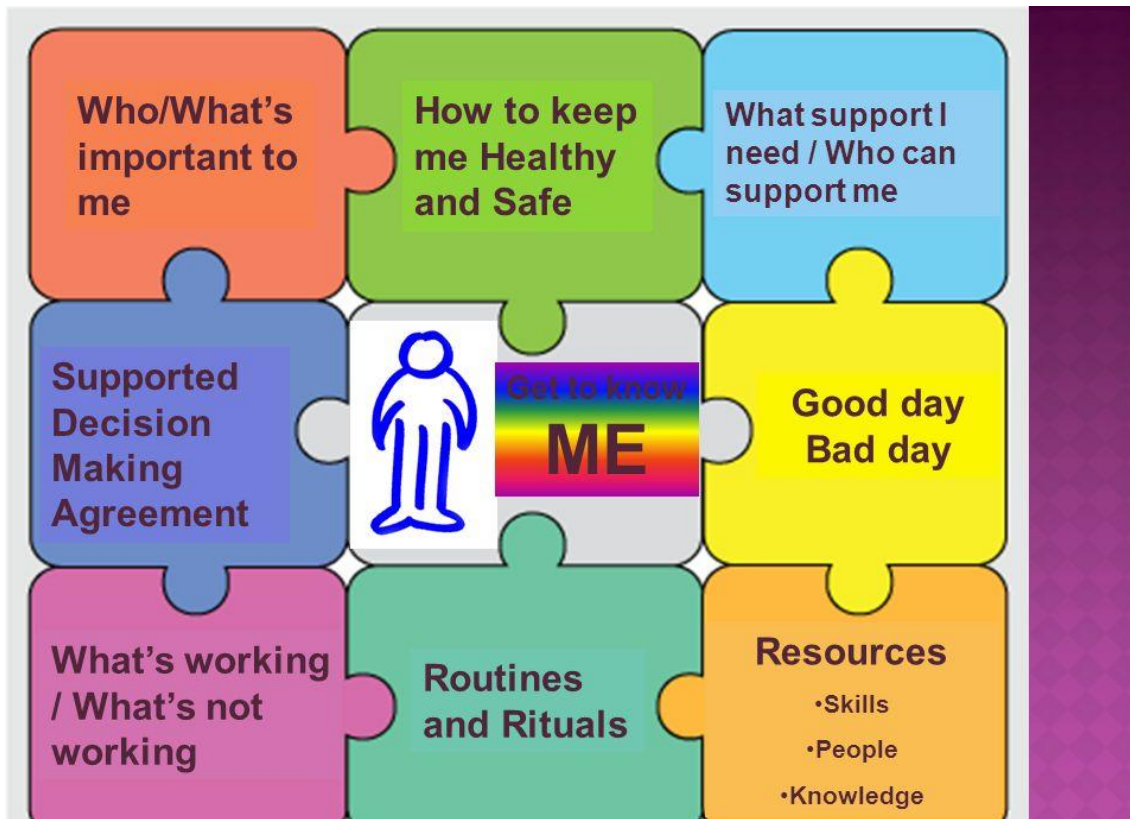 Who/What’s
important to
me
How to keep
me Healthy
and Safe
What support I
need / Who can
support me
Supported
Decision
Making
Agreement
Get to know
ME
Good day
Bad day
What’s working
/ What’s not
working
Routines
and Rituals
Resources
•Skills
•People
•Knowledge